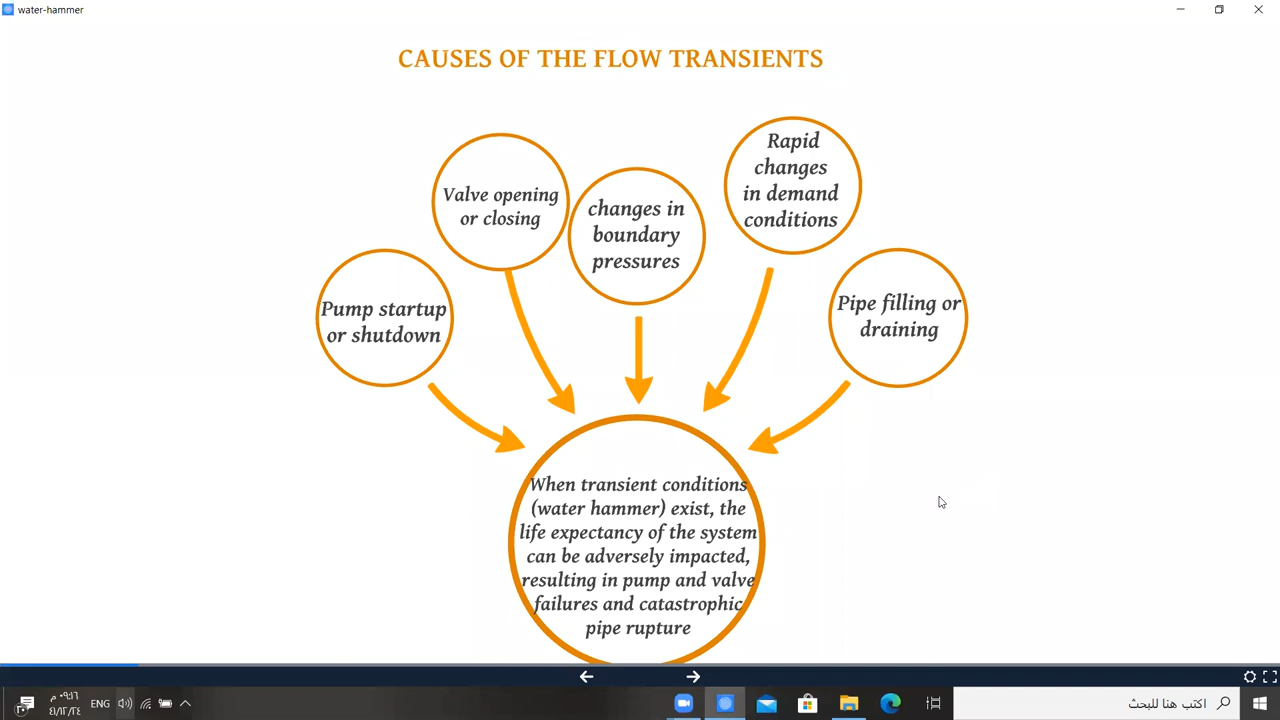 water-hammer
CAUSES OF THE FLOW TRANSIENTS
Pump startup
or shutdown
Valve opening
or closing
changes in
boundary
pressures
Rapid
changes
in demand
conditions
Pipe filling or
draining
When transient conditions
(water hammer) exist, the
life expectancy of the system
can be adversely impacted,
resulting in pump and valve
failures and catastrophic
pipe rupture
٠٩:١٦ م
ENG
اكتب هنا للبحث